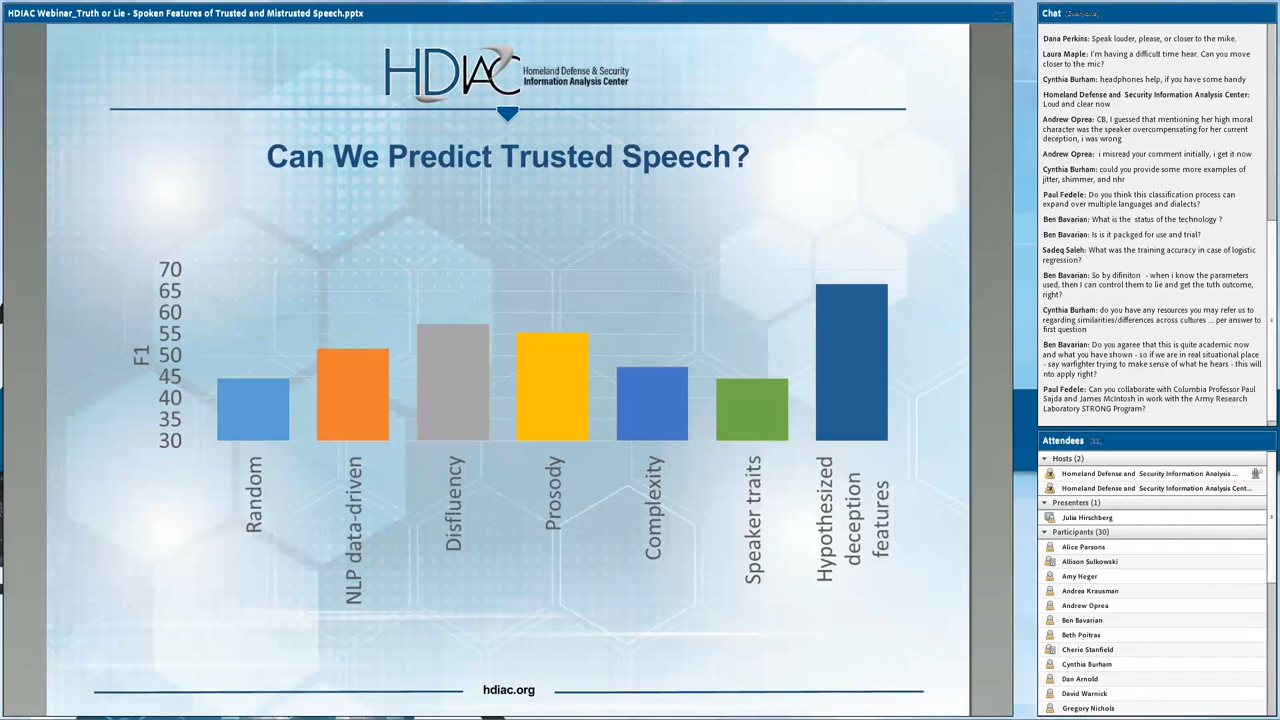 HDIAC Webinar_Truth or Lie - Spoken Features of Trusted and Mistrusted Speech.pptx
HDIAC
Homeland Defense & Security
Information Analysis Center
Can We Predict Trusted Speech?
70
65
60
55
50
45
40
35
30
F1
Random
NLP data-driven
Disfluency
Prosody
Complexity
Speaker traits
Hypothesized
deception
features
hdiac.org
Chat (Everyone)
Dana Perkins: Speak louder, please, or closer to the mike.
Laura Maple: I'm having a difficult time hear. Can you move
closer to the mic?
Cynthia Burham: headphones help, if you have some handy
Homeland Defense and Security Information Analysis Center:
Loud and clear now
Andrew Oprea: CB, I guessed that mentioning her high moral
character was the speaker overcompensating for her current
deception, i was wrong
Andrew Oprea: i misread your comment initially, i get it now
Cynthia Burham: could you provide some more examples of
jitter, shimmer, and nhr
Paul Fedele: Do you think this classification process can
expand over multiple languages and dialects?
Ben Bavarian: What is the status of the technology ?
Ben Bavarian: Is is it packged for use and trial?
Sadeq Saleh: What was the training accuracy in case of logistic
regression?
Ben Bavarian: So by difiniton - when i know the parameters
used, then I can control them to lie and get the tuth outcome,
right?
Cynthia Burham: do you have any resources you may refer us to
regarding similarities/differences across cultures ... per answer to
first question
Ben Bavarian: Do you agaree that this is quite academic now
and what you have shown - so if we are in real situational place
- say warfighter trying to make sense of what he hears - this will
nto apply right?
Paul Fedele: Can you collaborate with Columbia Professor Paul
Sajda and James McIntosh in work with the Army Research
Laboratory STRONG Program?
Attendees (33)
Hosts (2)
Homeland Defense and Security Information Analysis ...
Homeland Defense and Security Information Analysis Cent...
Presenters (1)
Julia Hirschberg
Participants (30)
Alice Parsons
Allison Sulkowski
Amy Heger
Andrea Krausman
Andrew Oprea
Ben Bavarian
Beth Poitras
Cherie Stanfield
Cynthia Burham
Dan Arnold
David Warnick
Gregory Nichols